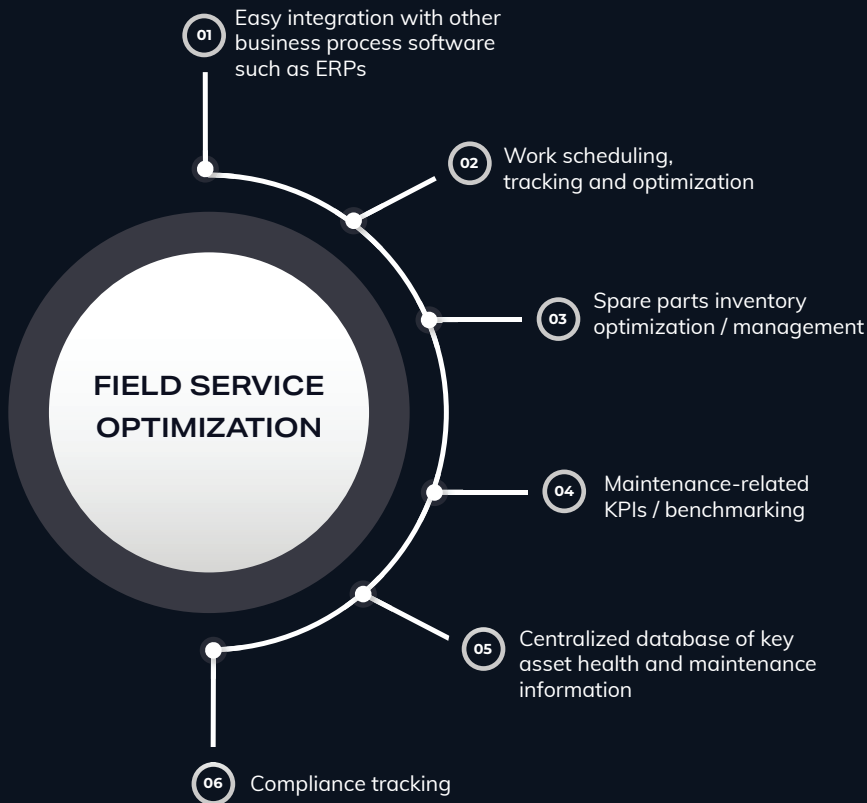 01
Easy integration with other
business process software
such as ERPs
02
Work scheduling,
tracking and optimization
03
Spare parts inventory
optimization / management
FIELD SERVICE
OPTIMIZATION
04
Maintenance-related
KPIs / benchmarking
05
Centralized database of key
asset health and maintenance
information
06
Compliance tracking